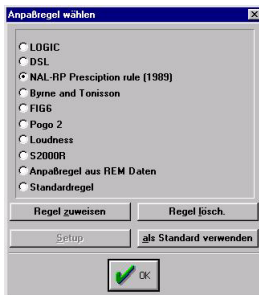 Anpaßregel wählen
LOGIC
DSL
NAL-RP Presciption rule (1989)
Byrne and Tonisson
FIG6
Pogo 2
Loudness
S2000R
Anpaßregel aus REM Daten
Standardregel
Regel zuweisen
Regel lösch.
Setup
als Standard verwenden
OK